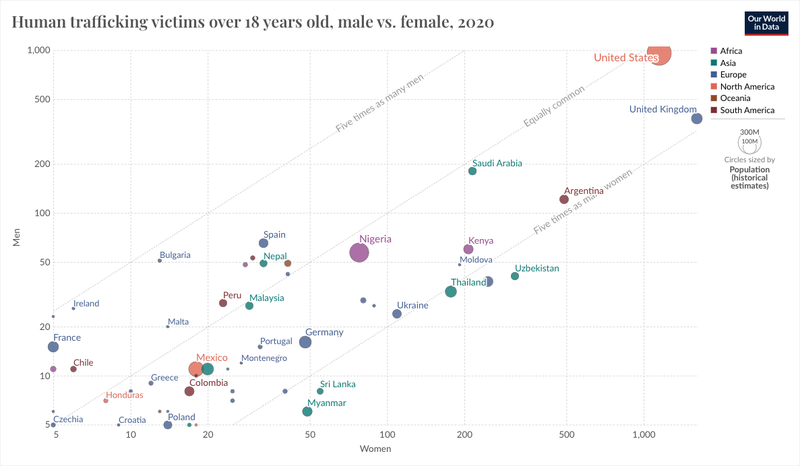 Human trafficking victims over 18 years old, male vs. female, 2020
Our World
in Data
1,000
500
200
100
50
20
10
5
Men
5
10
20
50
100
200
500
1,000
Women
Five times as many men
Equally common
Five times as many women
United States
United Kingdom
Saudi Arabia
Argentina
Spain
Nigeria
Kenya
Bulgaria
Nepal
Moldova
Uzbekistan
Thailand
Peru
Malaysia
Ireland
Ukraine
Malta
France
Portugal
Germany
Chile
Mexico
Montenegro
Greece
Colombia
Sri Lanka
Honduras
Myanmar
Czechia
Croatia
Poland
Africa
Asia
Europe
North America
Oceania
South America
300M
100M
Circles sized by
Population
(historical
estimates)